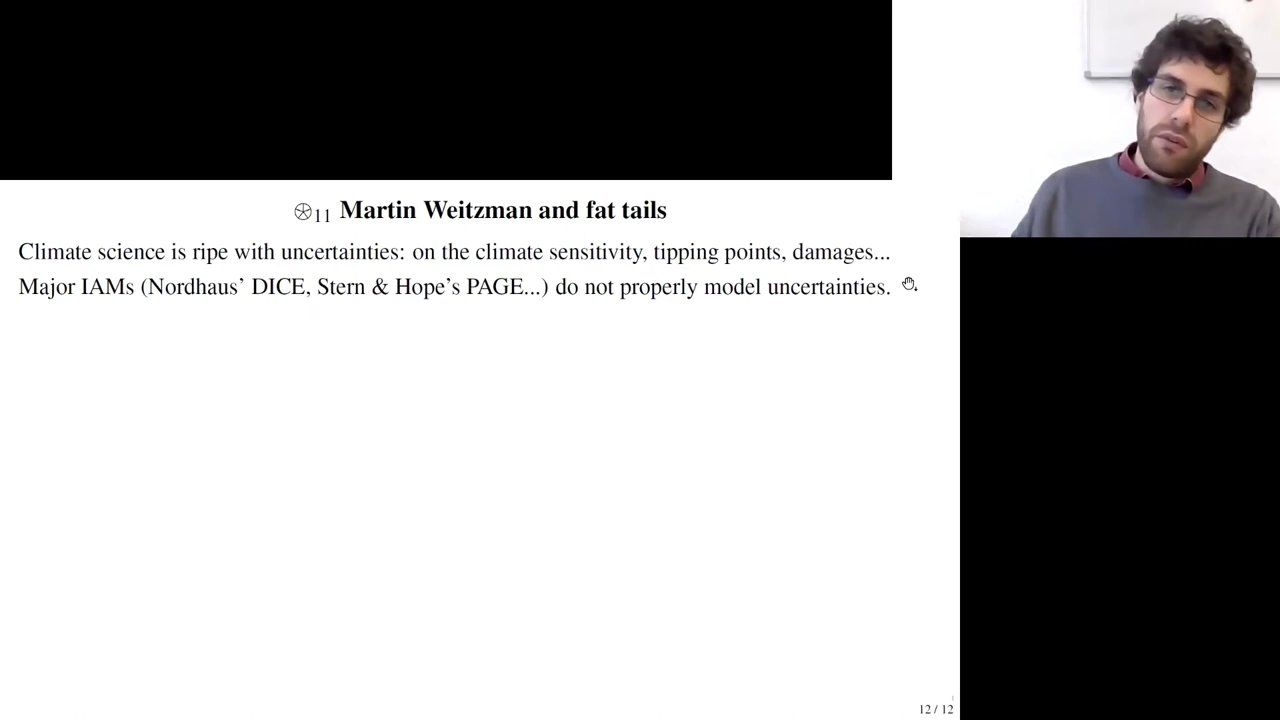 ⊛11 Martin Weitzman and fat tails
Climate science is ripe with uncertainties: on the climate sensitivity, tipping points, damages...
Major IAMs (Nordhaus’ DICE, Stern & Hope’s PAGE...) do not properly model uncertainties.
12 / 12